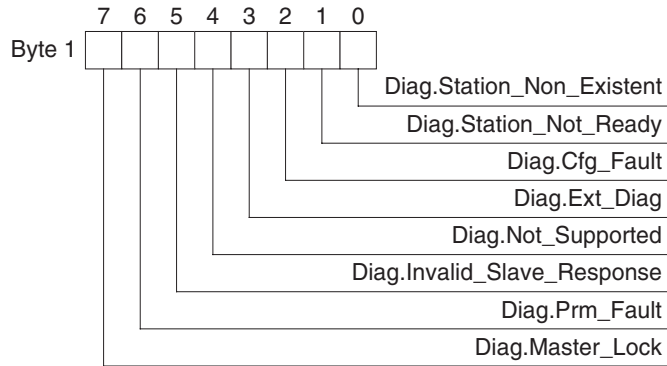 7 6 5 4 3 2 1 0
Byte 1
Diag.Station_Non_Existent
Diag.Station_Not_Ready
Diag.Cfg_Fault
Diag.Ext_Diag
Diag.Not_Supported
Diag.Invalid_Slave_Response
Diag.Prm_Fault
Diag.Master_Lock